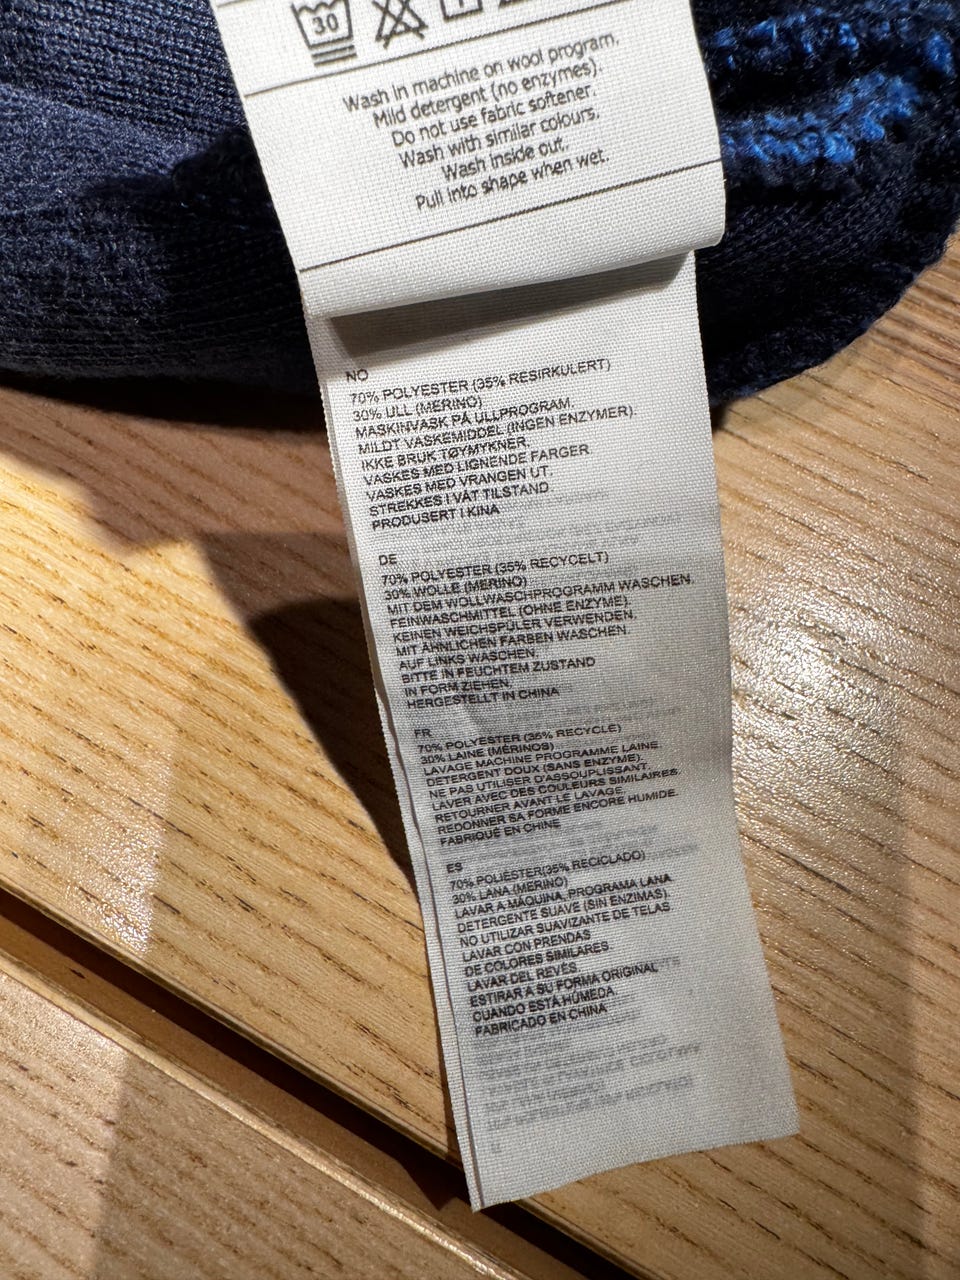 30
Wash in machine on wool program.
Mild detergent (no enzymes).
Do not use fabric softener.
Wash with similar colours.
Wash inside out.
Pull into shape when wet.
NO
70% POLYESTER (35% RESIRKULERT)
30% ULL (MERINO)
MASKINVASK PÅ ULLPROGRAM.
MILDT VASKEMIDDEL (INGEN ENZYMER).
IKKE BRUK TØYMYKNER.
VASKES MED LIGNENDE FARGER.
VASKES MED VRANGEN UT.
STREKKES I VÅT TILSTAND.
PRODUSERT I KINA
DE
70% POLYESTER (35% RECYCELT)
30% WOLLE (MERINO)
MIT DEM WOLLWASCHPROGRAMM WASCHEN.
FEINWASCHMITTEL (OHNE ENZYME).
KEINEN WEICHSPÜLER VERWENDEN.
MIT ÄHNLICHEN FARBEN WASCHEN.
AUF LINKS WASCHEN.
BITTE IN FEUCHTEM ZUSTAND
IN FORM ZIEHEN.
HERGESTELLT IN CHINA
FR
70% POLYESTER (35% RECYCLE)
30% LAINE (MÉRINOS)
LAVAGE MACHINE PROGRAMME LAINE.
DÉTERGENT DOUX (SANS ENZYME).
NE PAS UTILISER D'ASSOUPLISSANT.
LAVER AVEC DES COULEURS SIMILAIRES.
RETOURNER AVANT LE LAVAGE.
REDONNER SA FORME ENCORE HUMIDE.
FABRIQUÉ EN CHINE
ES
70% POLIÉSTER(35% RECICLADO)
30% LANA (MERINO)
LAVAR A MÁQUINA, PROGRAMA LANA
DETERGENTE SUAVE (SIN ENZIMAS)
NO UTILIZAR SUAVIZANTE DE TELAS
LAVAR CON PRENDAS
DE COLORES SIMILARES
LAVAR DEL REVÉS
ESTIRAR A SU FORMA ORIGINAL
CUANDO ESTÁ HÚMEDA
FABRICADO EN CHINA